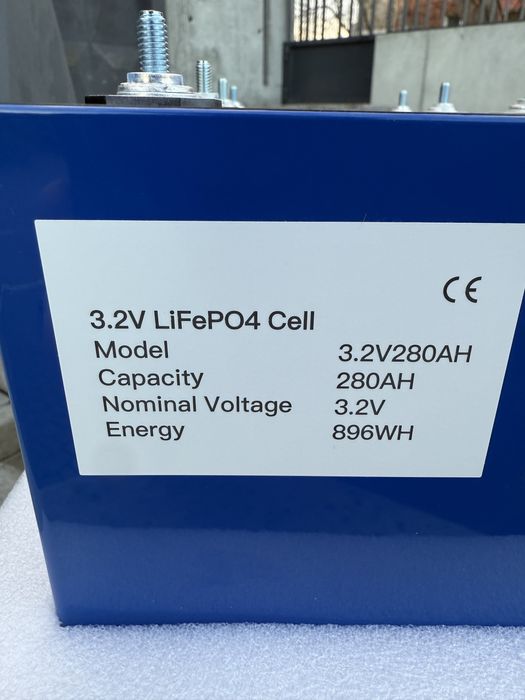 CE
3.2V LiFePO4 Cell
Model 3.2V280AH
Capacity 280AH
Nominal Voltage 3.2V
Energy 896WH